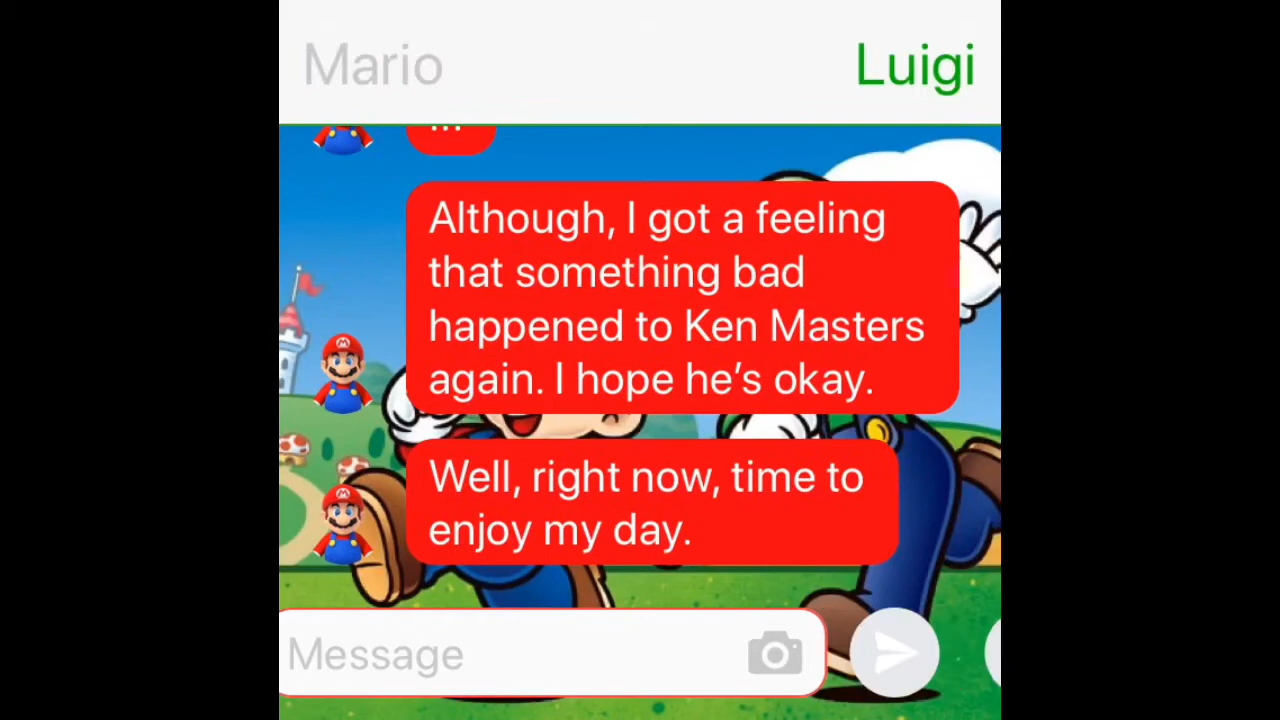 Mario
Luigi
...
Although, I got a feeling
that something bad
happened to Ken Masters
again. I hope he’s okay.
Well, right now, time to
enjoy my day.
Message